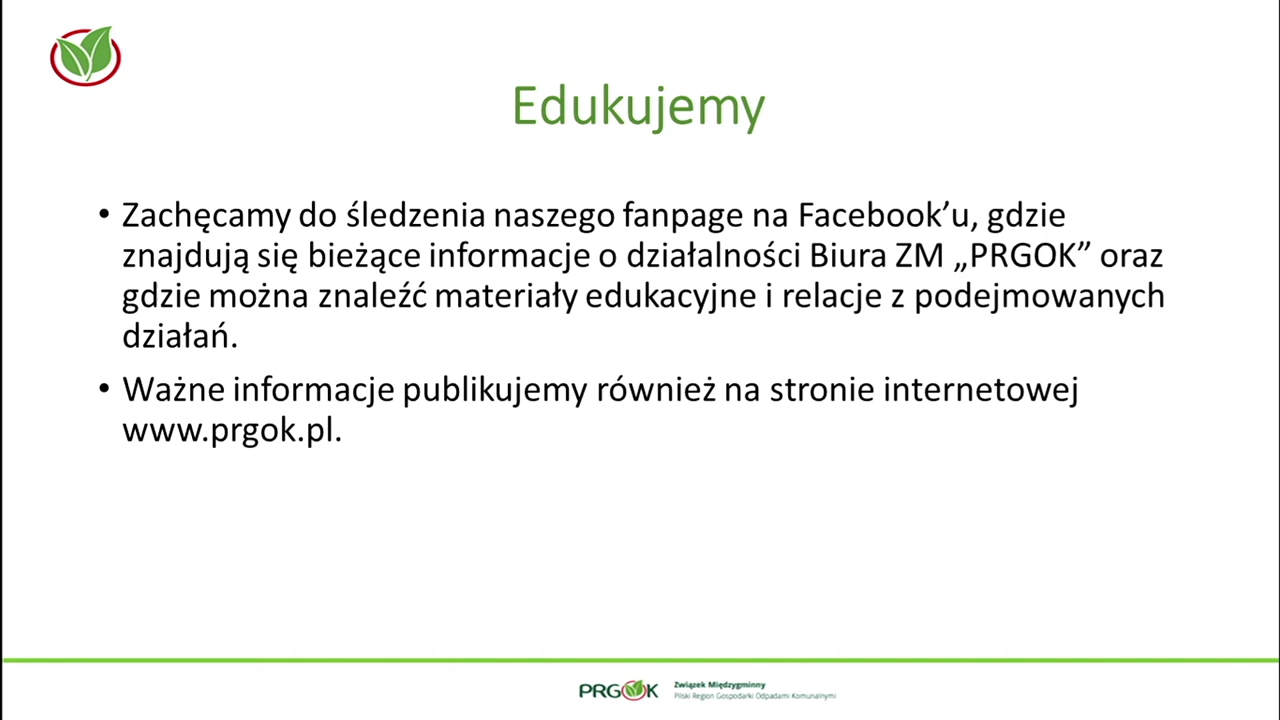 Edukujemy
• Zachęcamy do śledzenia naszego fanpage na Facebook’u, gdzie
znajdują się bieżące informacje o działalności Biura ZM „PRGOK” oraz
gdzie można znaleźć materiały edukacyjne i relacje z podejmowanych
działań.
• Ważne informacje publikujemy również na stronie internetowej
www.prgok.pl.
PRGOK
Związek Międzygminny
Pilski Region Gospodarki Odpadami Komunalnymi